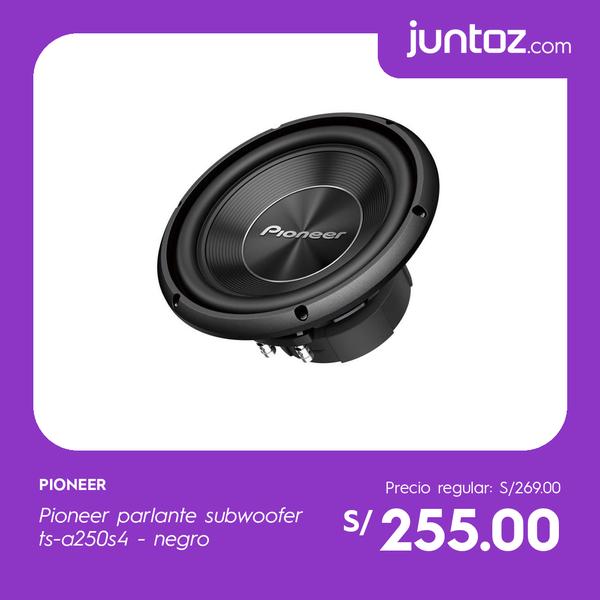 juntoz.com
Pioneer
PIONEER
Pioneer parlante subwoofer
ts-a250s4 - negro
Precio regular: S/269.00
S/ 255.00